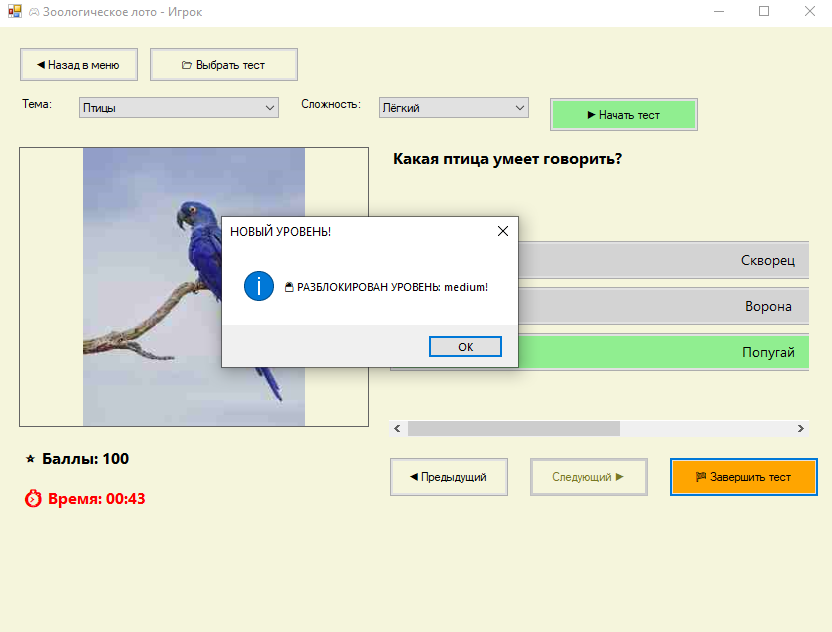 Зоологическое лото - Игрок
◄ Назад в меню
Выбрать тест
Тема: Птицы Сложность: Лёгкий
► Начать тест
Какая птица умеет говорить?
НОВЫЙ УРОВЕНЬ!
РАЗБЛОКИРОВАН УРОВЕНЬ: medium!
OK
Скворец
Ворона
Попугай
Баллы: 100
Время: 00:43
◄ Предыдущий
Следующий ►
Завершить тест